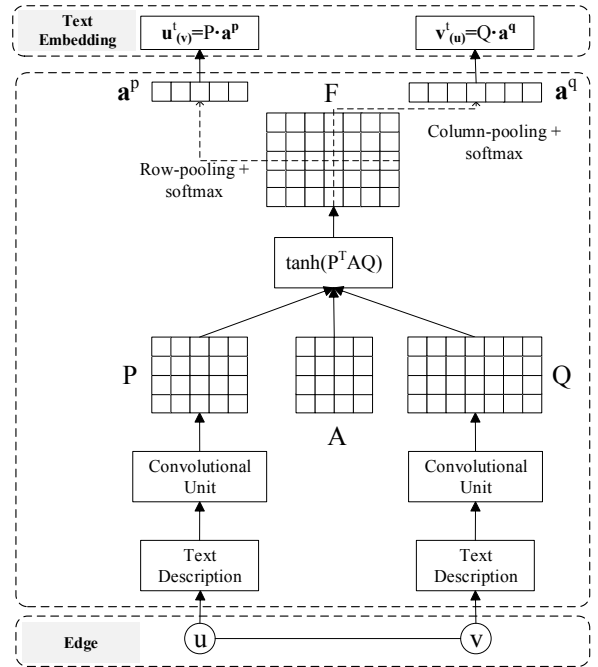 Text
Embedding
u^t_(v)=P·a^p
v^t_(u)=Q·a^q
a^p
F
a^q
Row-pooling +
softmax
Column-pooling +
softmax
tanh(P^TAQ)
P
A
Q
Convolutional
Unit
Convolutional
Unit
Text
Description
Text
Description
Edge
u
v